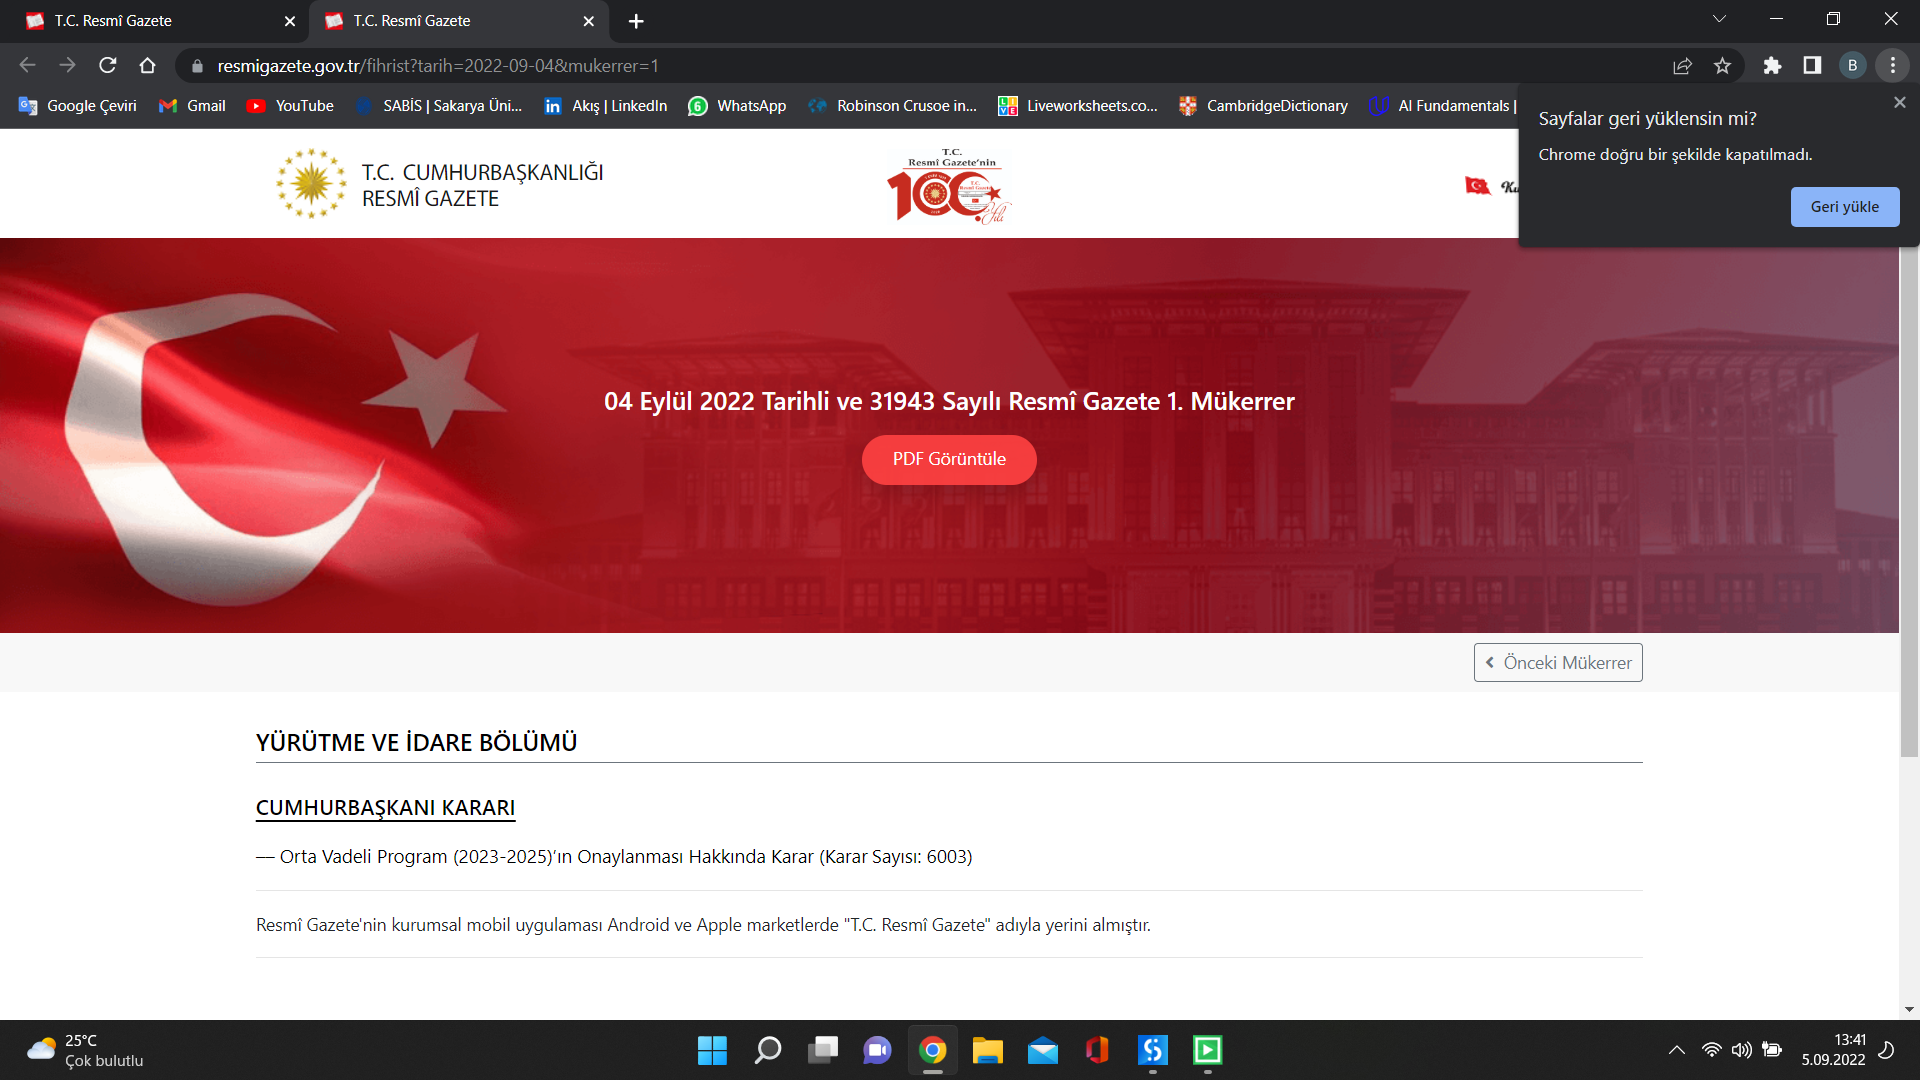 T.C. Resmî Gazete
T.C. Resmî Gazete
resmigazete.gov.tr/fihrist?tarih=2022-09-04&mukerrer=1
B
Google Çeviri
Gmail
YouTube
SABİS | Sakarya Üni...
Akış | LinkedIn
WhatsApp
Robinson Crusoe in...
Liveworksheets.co...
CambridgeDictionary
AI Fundamentals |
Sayfalar geri yüklensin mi?
Chrome doğru bir şekilde kapatılmadı.
Geri yükle
T.C. CUMHURBAŞKANLIĞI
RESMÎ GAZETE
T.C.
Resmî Gazete'nin
100
04 Eylül 2022 Tarihli ve 31943 Sayılı Resmî Gazete 1. Mükerrer
PDF Görüntüle
Önceki Mükerrer
YÜRÜTME VE İDARE BÖLÜMÜ
CUMHURBAŞKANI KARARI
— Orta Vadeli Program (2023-2025)'ın Onaylanması Hakkında Karar (Karar Sayısı: 6003)
Resmî Gazete'nin kurumsal mobil uygulaması Android ve Apple marketlerde "T.C. Resmî Gazete" adıyla yerini almıştır.
25°C
Çok bulutlu
13:41
5.09.2022